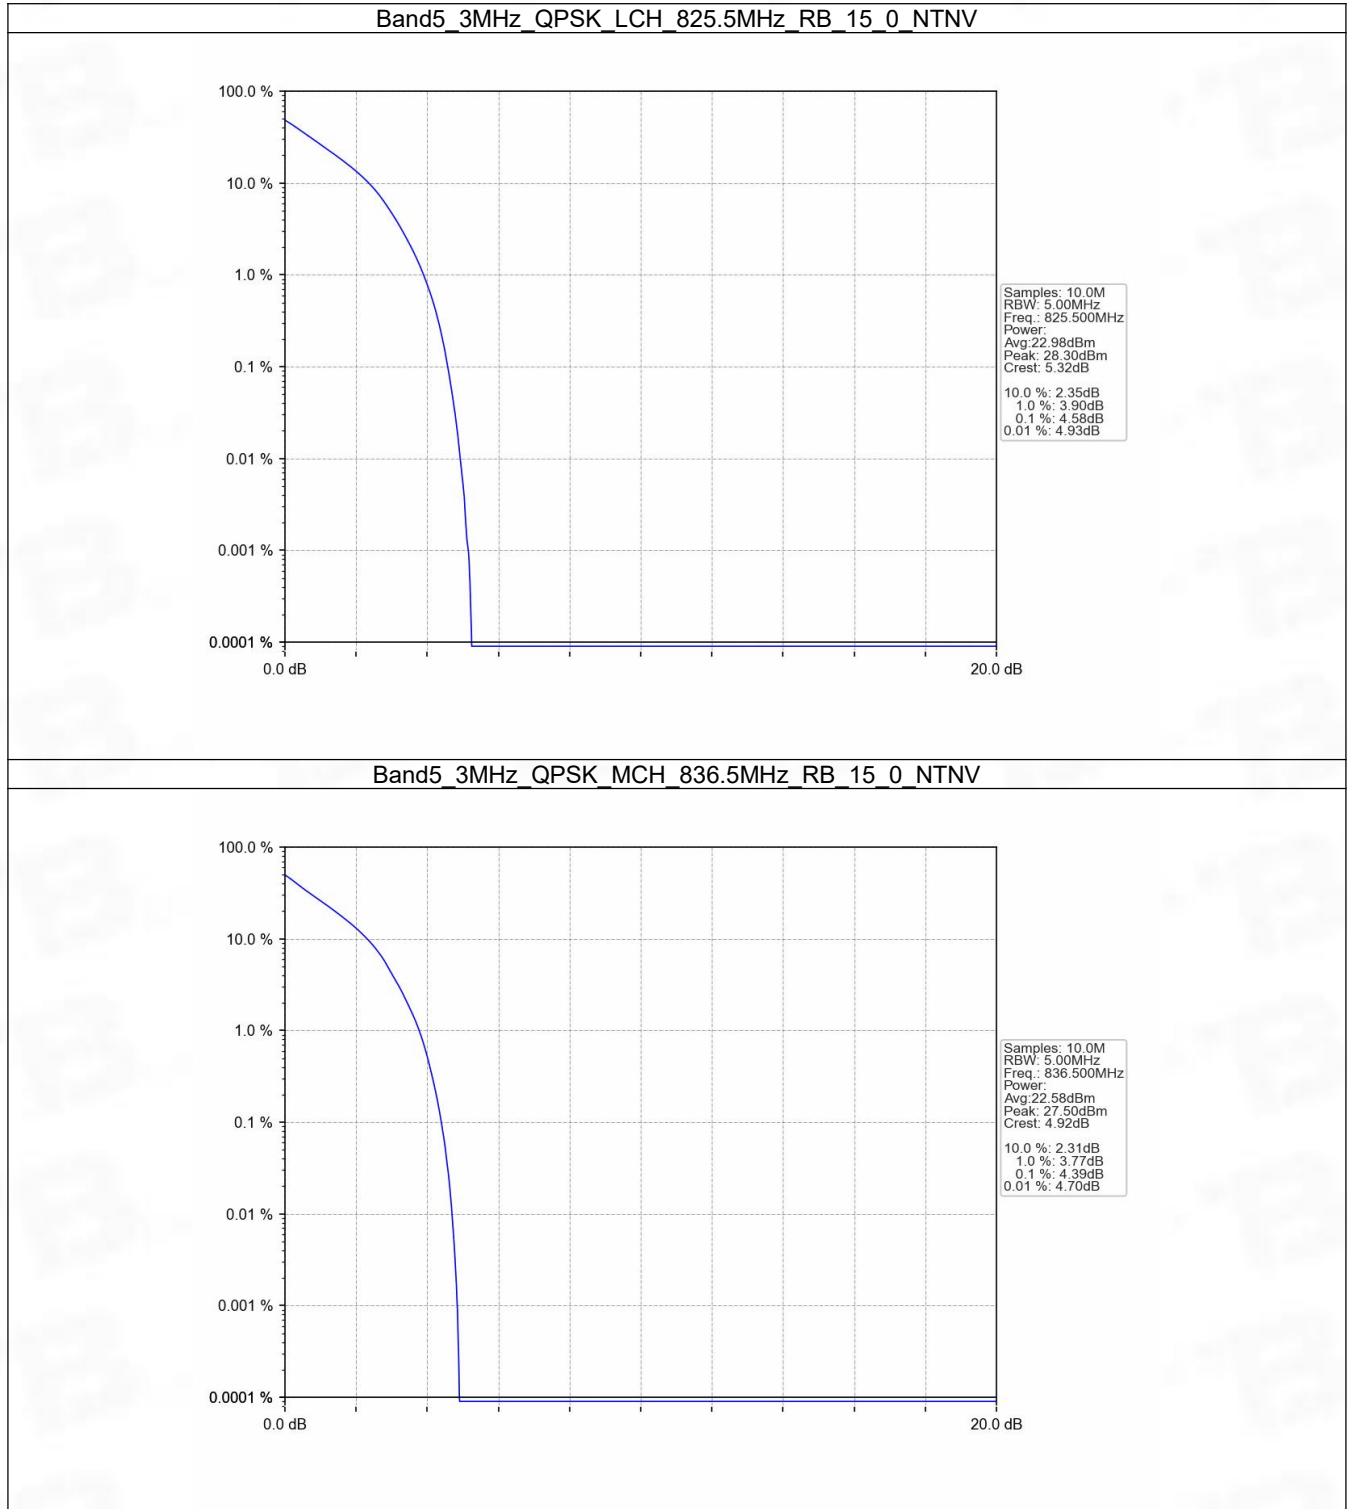 Band5_3MHz_QPSK_LCH_825.5MHz_RB_15_0_NTNV
100.0 %
10.0 %
1.0 %
0.1 %
0.01 %
0.001 %
0.0001 %
0.0 dB
20.0 dB
Samples: 10.0M
RBW: 5.00MHz
Freq.: 825.500MHz
Power:
Avg:22.98dBm
Peak: 28.30dBm
Crest: 5.32dB
10.0 %: 2.35dB
1.0 %: 3.90dB
0.1 %: 4.58dB
0.01 %: 4.93dB
Band5_3MHz_QPSK_MCH_836.5MHz_RB_15_0_NTNV
100.0 %
10.0 %
1.0 %
0.1 %
0.01 %
0.001 %
0.0001 %
0.0 dB
20.0 dB
Samples: 10.0M
RBW: 5.00MHz
Freq.: 836.500MHz
Power:
Avg:22.58dBm
Peak: 27.50dBm
Crest: 4.92dB
10.0 %: 2.31dB
1.0 %: 3.77dB
0.1 %: 4.39dB
0.01 %: 4.70dB